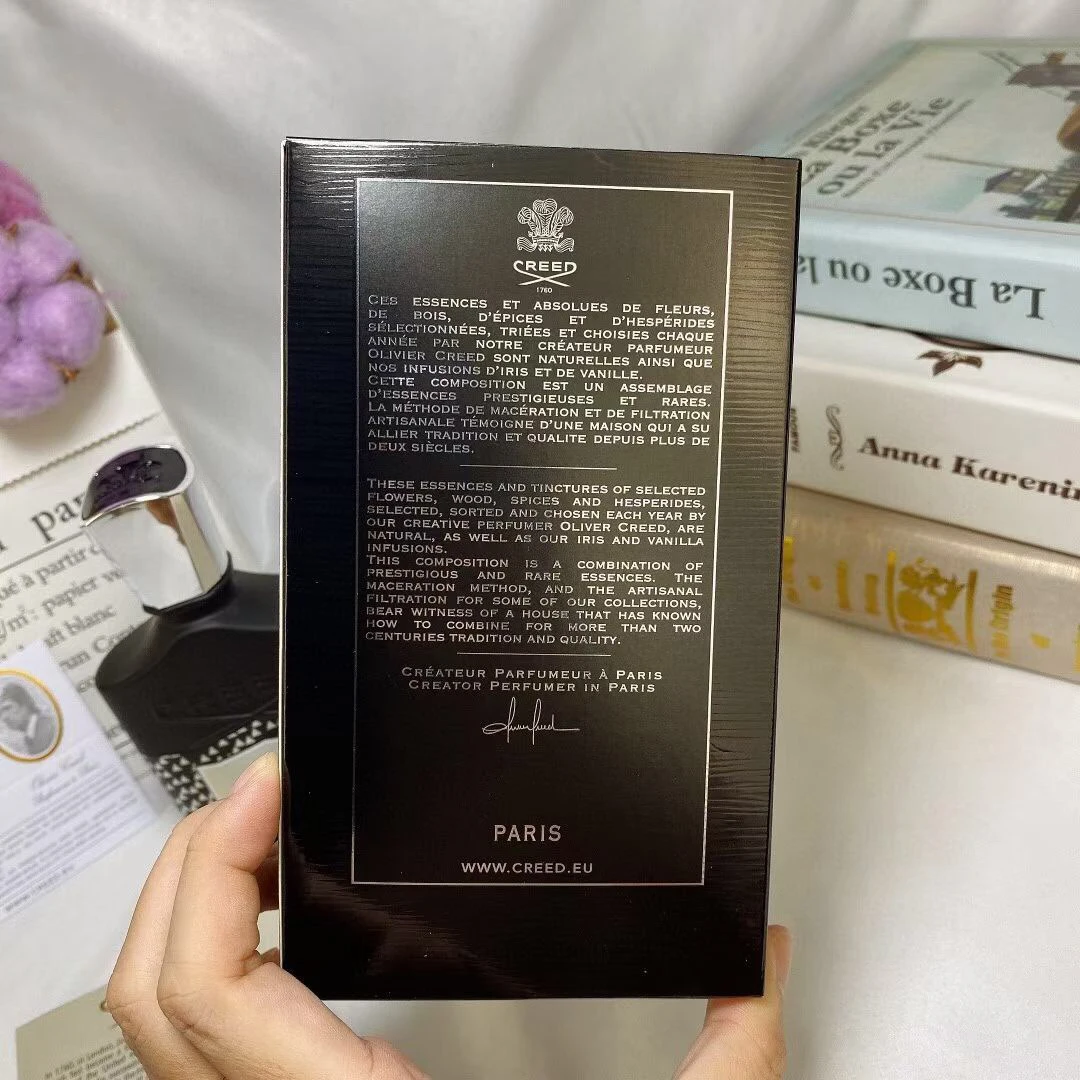 CREED
1760
CES ESSENCES ET ABSOLUES DE FLEURS,
DE BOIS, D'ÉPICES ET D'HESPÉRIDES
SÉLECTIONNÉES, TRIÉES ET CHOISIES CHAQUE
ANNÉE PAR NOTRE CRÉATEUR PARFUMEUR
OLIVIER CREED SONT NATURELLES AINSI QUE
NOS INFUSIONS D'IRIS ET DE VANILLE.
CETTE COMPOSITION EST UN ASSEMBLAGE
D'ESSENCES PRESTIGIEUSES ET RARES.
LA MÉTHODE DE MACÉRATION ET DE FILTRATION
ARTISANALE TÉMOIGNE D'UNE MAISON QUI A SU
ALLIER TRADITION ET QUALITE DEPUIS PLUS DE
DEUX SIÈCLES.
THESE ESSENCES AND TINCTURES OF SELECTED
FLOWERS, WOOD, SPICES AND HESPERIDES,
SELECTED, SORTED AND CHOSEN EACH YEAR BY
OUR CREATIVE PERFUMER OLIVER CREED, ARE
NATURAL, AS WELL AS OUR IRIS AND VANILLA
INFUSIONS.
THIS COMPOSITION IS A COMBINATION OF
PRESTIGIOUS AND RARE ESSENCES. THE
MACERATION METHOD, AND THE ARTISANAL
FILTRATION FOR SOME OF OUR COLLECTIONS,
BEAR WITNESS OF A HOUSE THAT HAS KNOWN
HOW TO COMBINE FOR MORE THAN TWO
CENTURIES TRADITION AND QUALITY.
CRÉATEUR PARFUMEUR À PARIS
CREATOR PERFUMER IN PARIS
PARIS
WWW.CREED.EU
La Boxe
ou la Vie
La Boxe ou la
Anna Karenin
Origin
à partir
papier
blanc
WWW.CREED.EU